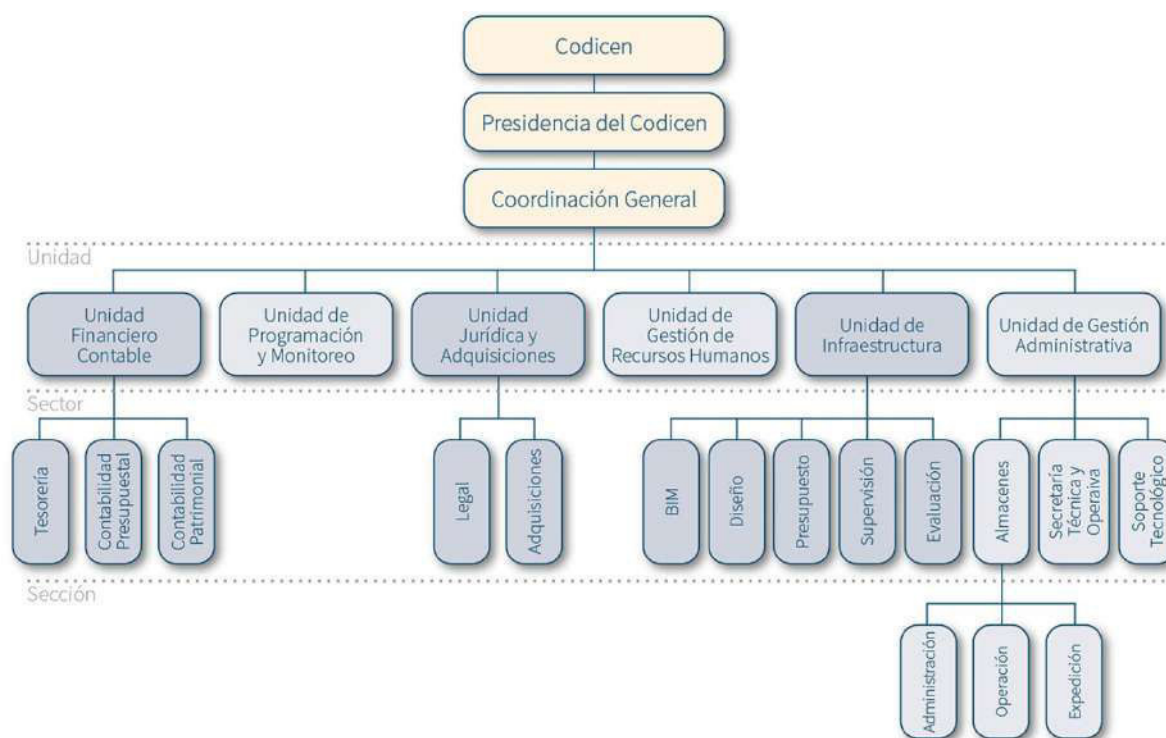 Codicen
Presidencia del Codicen
Coordinación General
Unidad
Unidad
Financiero
Contable
Unidad de
Programación
y Monitoreo
Unidad
Jurídica y
Adquisiciones
Unidad de
Gestión de
Recursos Humanos
Unidad de
Infraestructura
Unidad de Gestión
Administrativa
Sector
Tesorería
Contabilidad
Presupuestal
Contabilidad
Patrimonial
Legal
Adquisiciones
BIM
Diseño
Presupuesto
Supervisión
Evaluación
Almacenes
Secretaría
Técnica y
Operaiva
Soporte
Tecnológico
Sección
Administración
Operación
Expedición